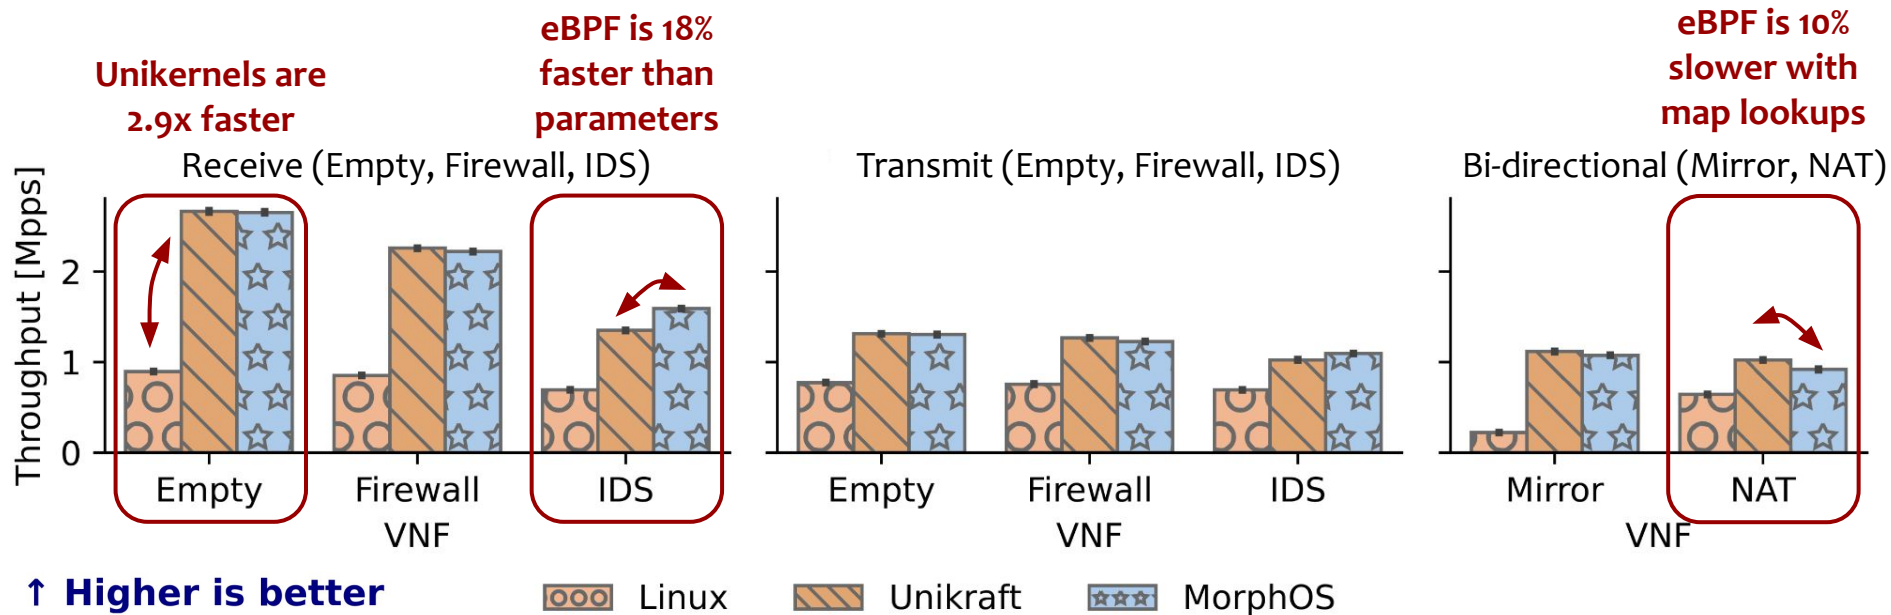 Unikernels are
2.9x faster
eBPF is 18%
faster than
parameters
eBPF is 10%
slower with
map lookups
Receive (Empty, Firewall, IDS)
Transmit (Empty, Firewall, IDS)
Bi-directional (Mirror, NAT)
Throughput [Mpps]
2
1
0
Empty
Firewall
IDS
VNF
Empty
Firewall
IDS
VNF
Mirror
NAT
VNF
↑ Higher is better
Linux
Unikraft
MorphOS